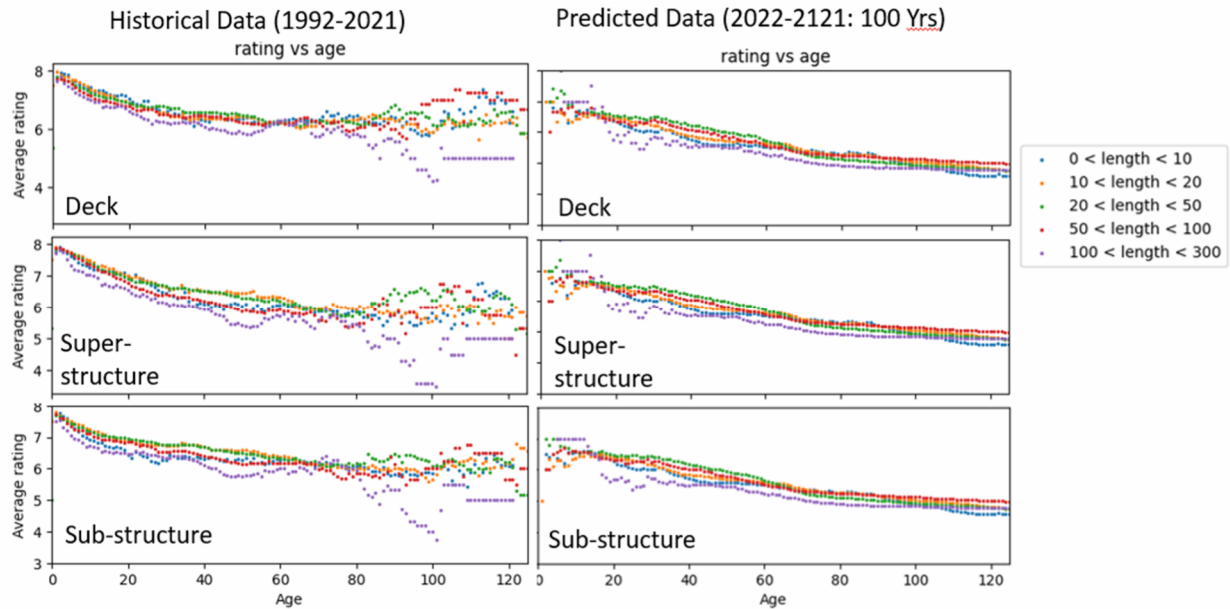 Historical Data (1992-2021)
Predicted Data (2022-2121: 100 Yrs)
rating vs age
rating vs age
8
6
4
Average rating
Deck
8
7
6
5
4
Average rating
Super-
structure
8
7
6
5
4
3
Average rating
Sub-structure
0 20 40 60 80 100 120
Age
Deck
Super-
structure
Sub-structure
0 20 40 60 80 100 120
Age
0 < length < 10
10 < length < 20
20 < length < 50
50 < length < 100
100 < length < 300